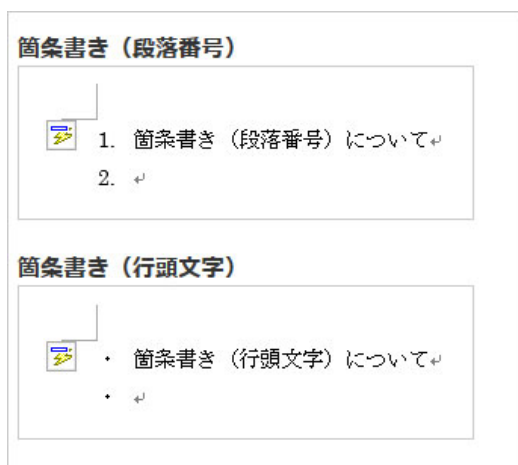 箇条書き（段落番号）
1. 箇条書き（段落番号）について↵
2. ↵
箇条書き（行頭文字）
・ 箇条書き（行頭文字）について↵
・ ↵